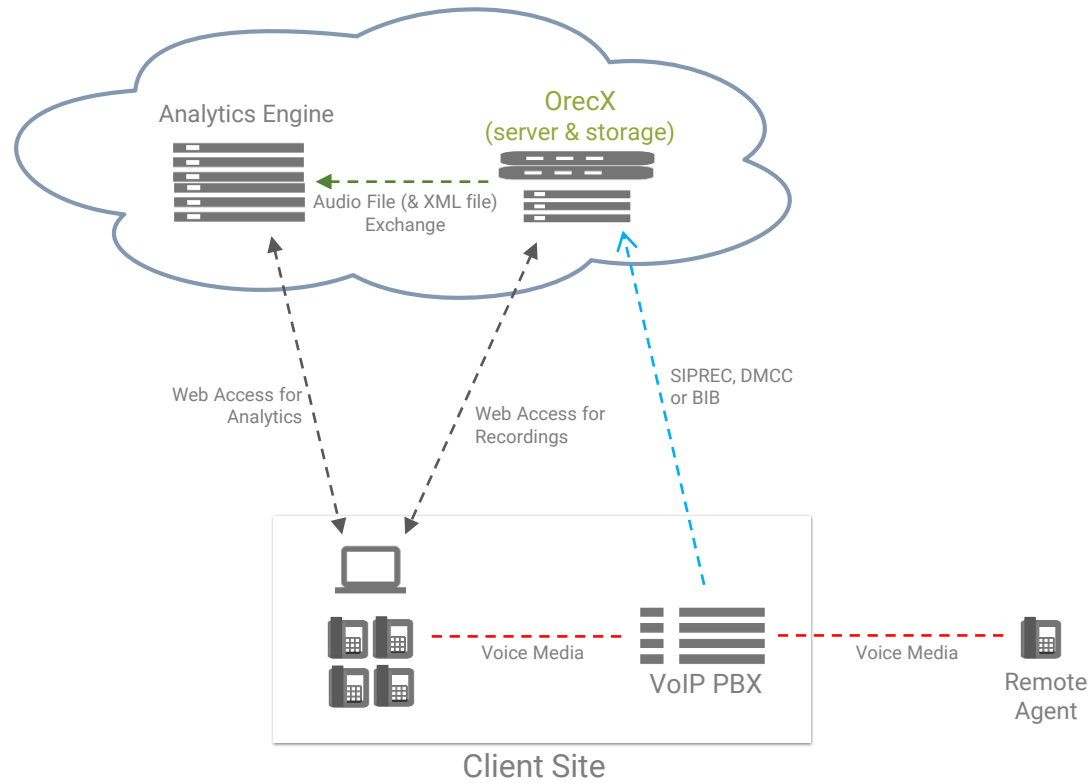 Analytics Engine
OrecX
(server & storage)
Audio File (& XML file)
Exchange
Web Access for
Analytics
Web Access for
Recordings
SIPREC, DMCC
or BIB
Voice Media
VoIP PBX
Voice Media
Remote
Agent
Client Site